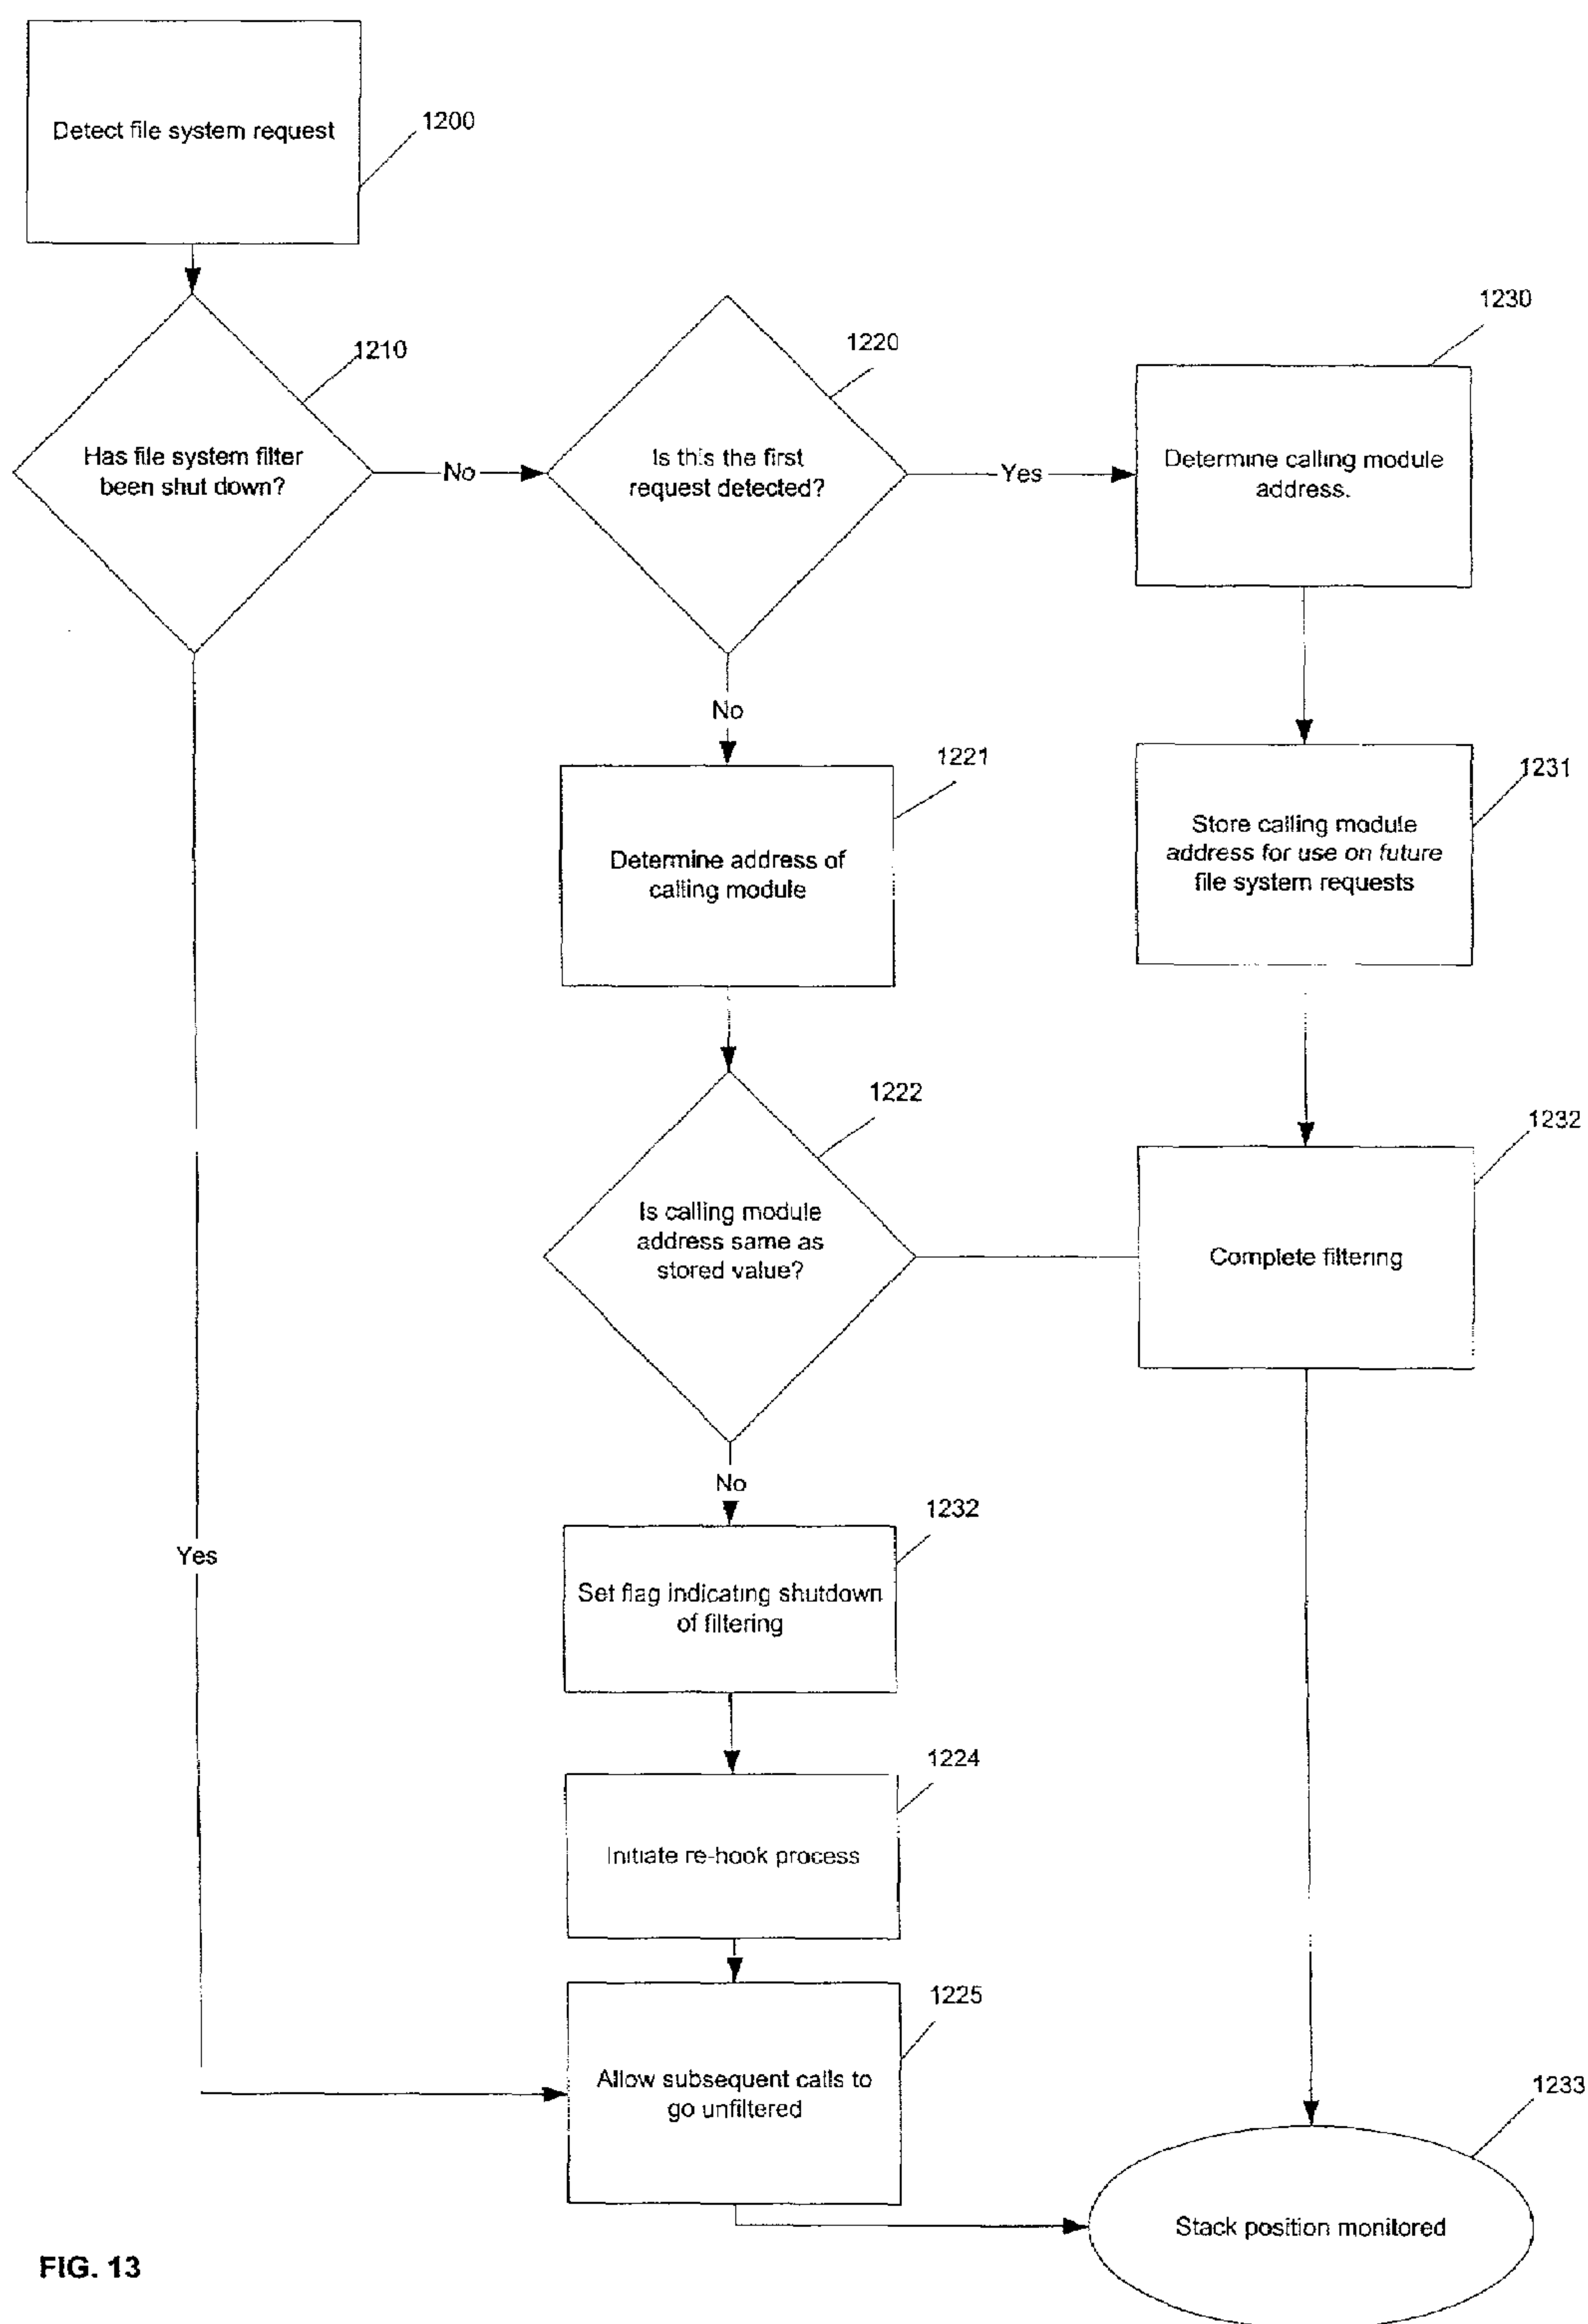 Detect file system request
1200
Has file system filter
been shut down?
1210
No
Is this the first
request detected?
1220
Yes
Determine calling module
address.
1230
No
Determine address of
calling module
1221
Store calling module
address for use on future
file system requests
1231
Is calling module
address same as
stored value?
1222
Complete filtering
1232
No
Set flag indicating shutdown
of filtering
1232
Yes
Initiate re-hook process
1224
Allow subsequent calls to
go unfiltered
1225
Stack position monitored
1233
FIG. 13